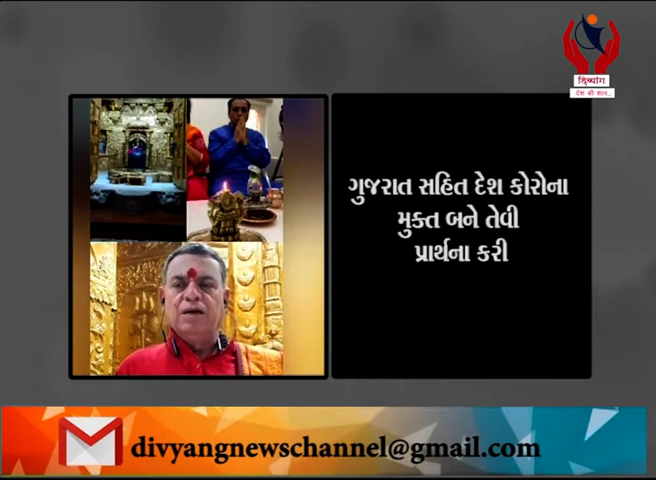 दिव्यांग
देश की शान..
ગુજરાત સહિત દેશ કોરોના
મુક્ત બને તેવી
પ્રાર્થના કરી
divyangnewschannel@gmail.com